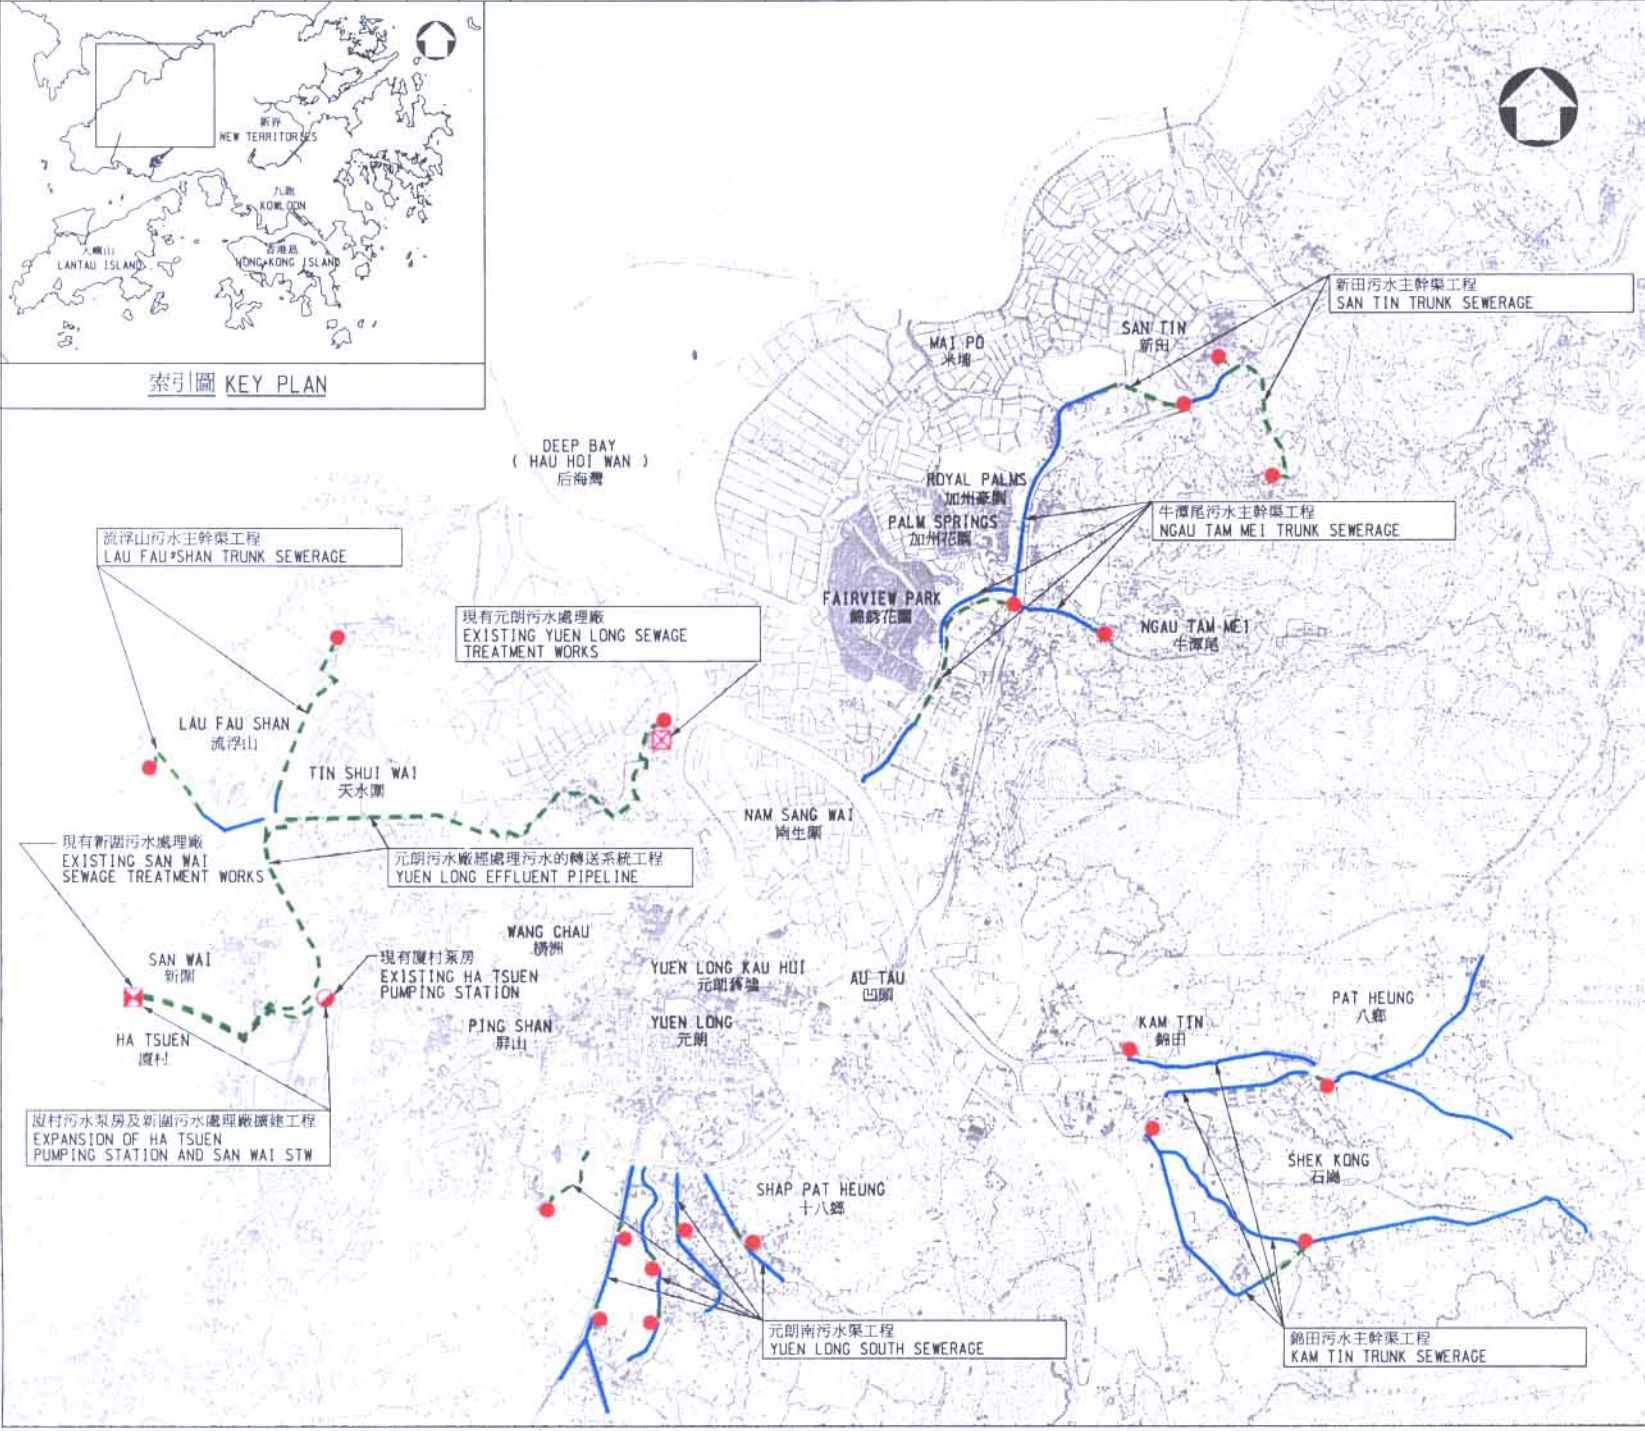 新界
NEW TERRITORIES
九龍
KOWLOON
大嶼山
LANTAU ISLAND
香港島
HONG KONG ISLAND
索引圖 KEY PLAN
新田污水主幹渠工程
SAN TIN TRUNK SEWERAGE
SAN TIN
新田
MAI PO
米埔
DEEP BAY
( HAU HOI WAN )
后海灣
ROYAL PALMS
加州豪園
PALM SPRINGS
加州花園
牛潭尾污水主幹渠工程
NGAU TAM MEI TRUNK SEWERAGE
流浮山污水主幹渠工程
LAU FAU SHAN TRUNK SEWERAGE
FAIRVIEW PARK
錦綉花園
現有元朗污水處理廠
EXISTING YUEN LONG SEWAGE
TREATMENT WORKS
NGAU TAM MEI
牛潭尾
LAU FAU SHAN
流浮山
TIN SHUI WAI
天水圍
NAM SANG WAI
南生圍
現有新圍污水處理廠
EXISTING SAN WAI
SEWAGE TREATMENT WORKS
元朗污水廠經處理污水的轉送系統工程
YUEN LONG EFFLUENT PIPELINE
WANG CHAU
橫洲
SAN WAI
新圍
現有廈村泵房
EXISTING HA TSUEN
PUMPING STATION
YUEN LONG KAU HUI
元朗舊墟
AU TAU
凹頭
PAT HEUNG
八鄉
HA TSUEN
廈村
PING SHAN
屏山
YUEN LONG
元朗
KAM TIN
錦田
廈村污水泵房及新圍污水處理廠擴建工程
EXPANSION OF HA TSUEN
PUMPING STATION AND SAN WAI STW
SHEK KONG
石崗
SHAP PAT HEUNG
十八鄉
元朗南污水渠工程
YUEN LONG SOUTH SEWERAGE
錦田污水主幹渠工程
KAM TIN TRUNK SEWERAGE